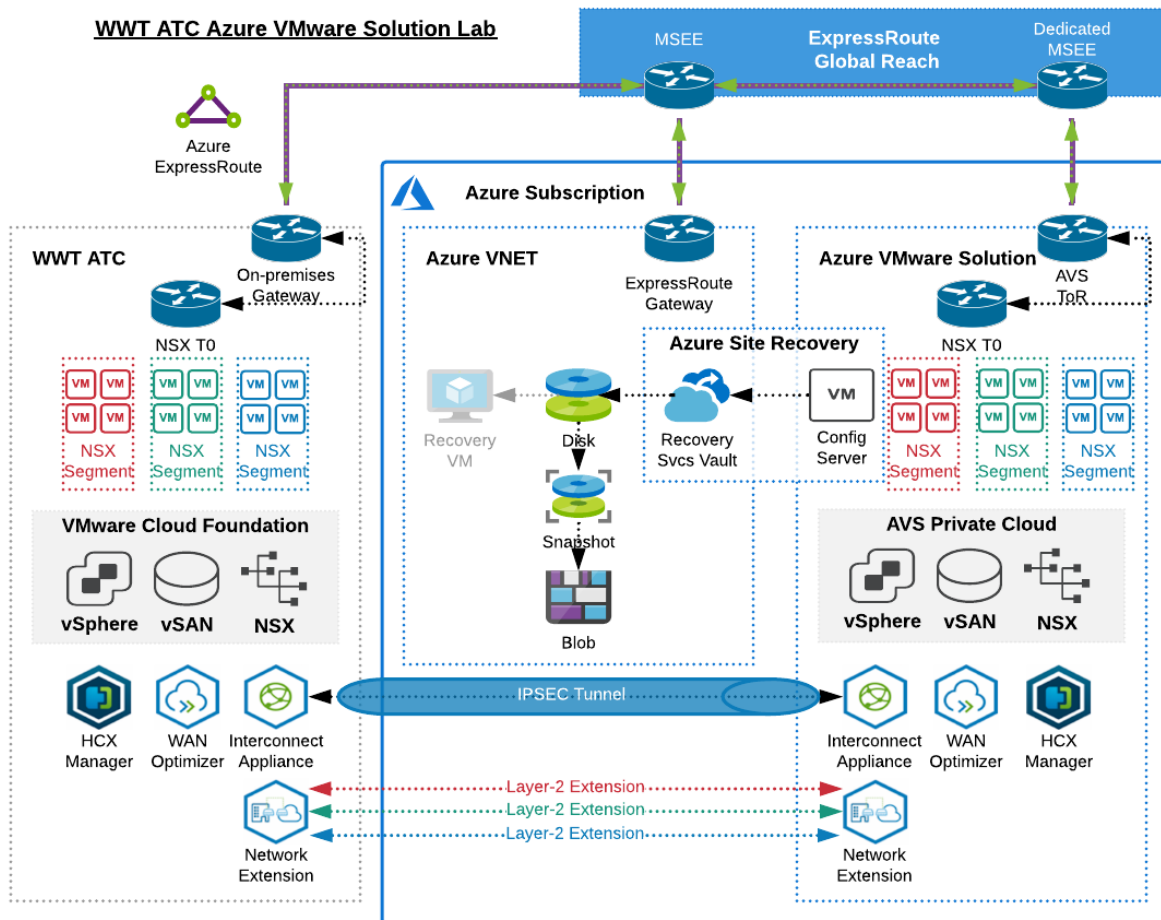 WWT ATC Azure VMware Solution Lab
MSEE
ExpressRoute
Global Reach
Dedicated
MSEE
Azure
ExpressRoute
Azure Subscription
WWT ATC
On-premises
Gateway
NSX T0
VM VM
VM VM
NSX
Segment
VM VM
VM VM
NSX
Segment
VM VM
VM VM
NSX
Segment
VMware Cloud Foundation
vSphere
vSAN
NSX
HCX
Manager
WAN
Optimizer
Interconnect
Appliance
Network
Extension
Azure VNET
ExpressRoute
Gateway
Azure Site Recovery
Recovery
VM
Disk
Recovery
Svcs Vault
VM
Config
Server
Snapshot
Blob
IPSEC Tunnel
Layer-2 Extension
Layer-2 Extension
Layer-2 Extension
Azure VMware Solution
AVS
ToR
NSX T0
VM VM
VM VM
NSX
Segment
VM VM
VM VM
NSX
Segment
VM VM
VM VM
NSX
Segment
AVS Private Cloud
vSphere
vSAN
NSX
Interconnect
Appliance
WAN
Optimizer
HCX
Manager
Network
Extension